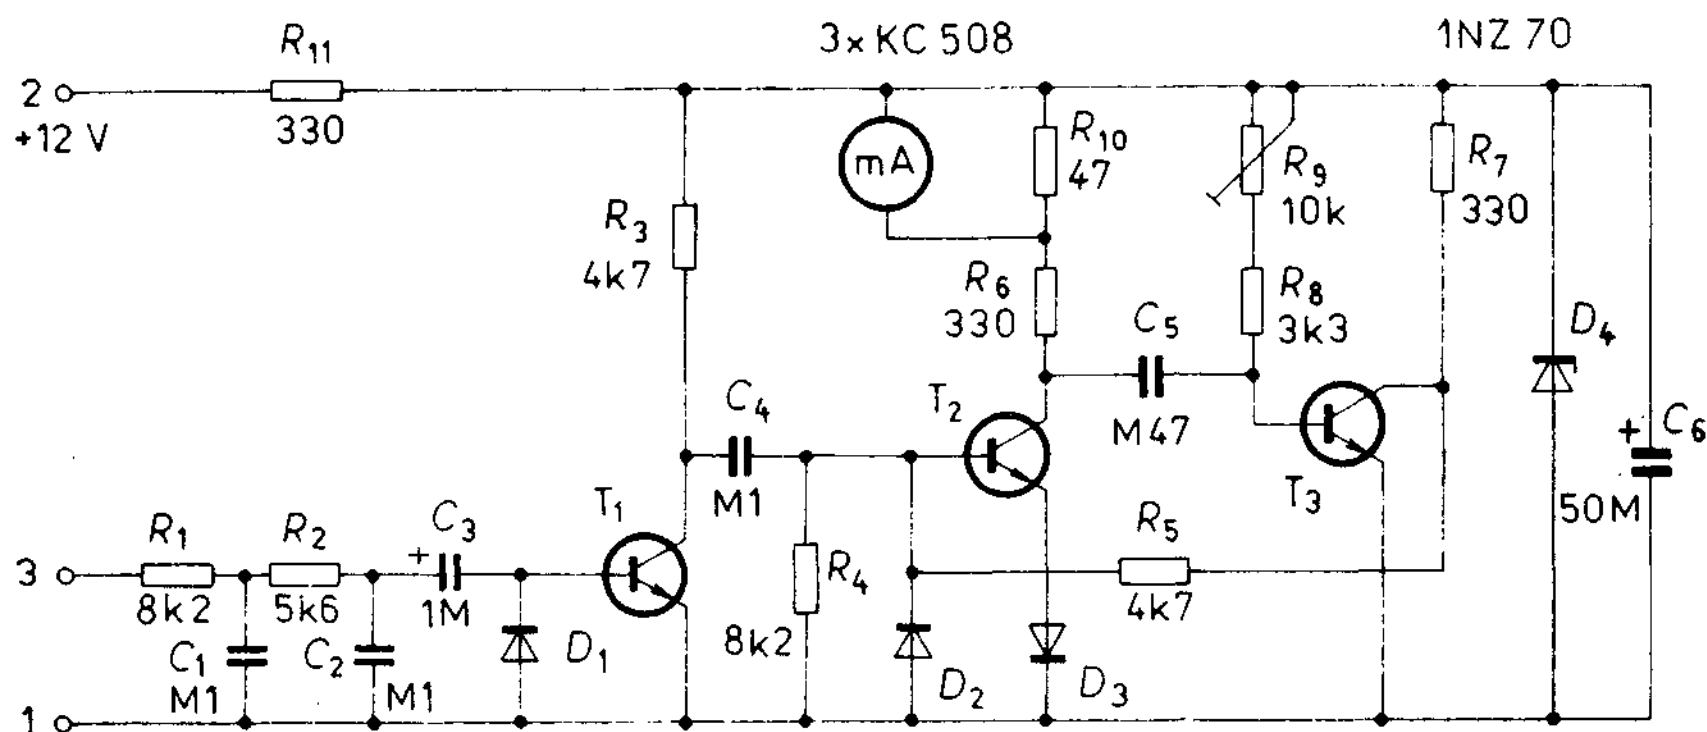 3xKC 508
1NZ 70
R11
330
2
+12 V
mA
R10
47
R9
10k
R7
330
R3
4k7
R6
330
R8
3k3
C5
M47
D4
C4
M1
T2
T3
C6
+
50M
T1
C3
+
1M
R1
8k2
R2
5k6
3
R4
8k2
R5
4k7
C1
M1
C2
M1
D1
D2
D3
1